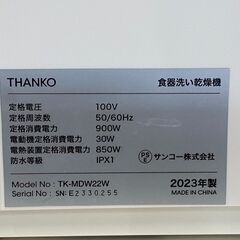 THANKO 食器洗い乾燥機
定格電圧 100V
定格周波数 50/60Hz
定格消費電力 900W
電動機定格消費電力 30W
電熱装置定格消費電力 850W
防水等級 IPX1
PSE サンコー株式会社
Model No. : TK-MDW22W 2023年製
Serial No. : SN:E2330255